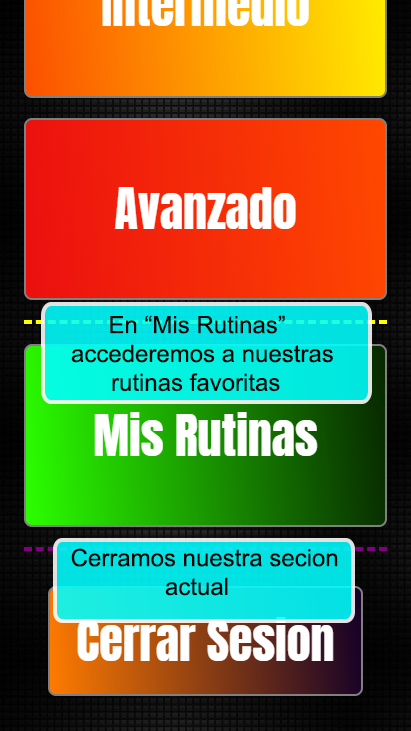 Intermedio
Avanzado
En “Mis Rutinas”
accederemos a nuestras
rutinas favoritas
Mis Rutinas
Cerramos nuestra secion
actual
Cerrar Sesion